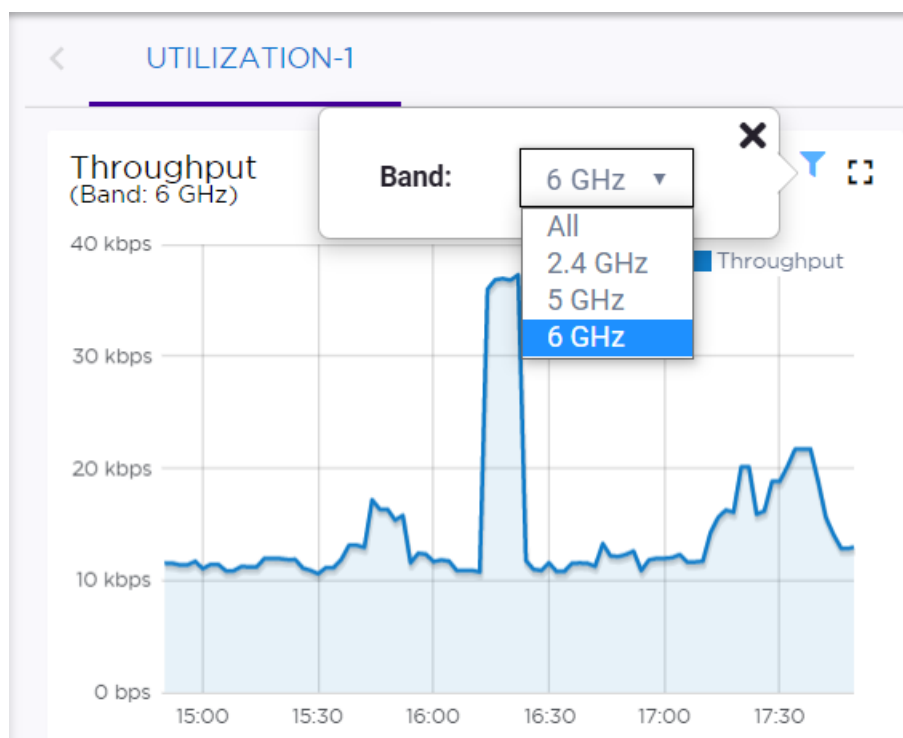 UTILIZATION-1
Throughput
(Band: 6 GHz)
Band:
6 GHz
All
2.4 GHz
5 GHz
6 GHz
Throughput
40 kbps
30 kbps
20 kbps
10 kbps
0 bps
15:00 15:30 16:00 16:30 17:00 17:30